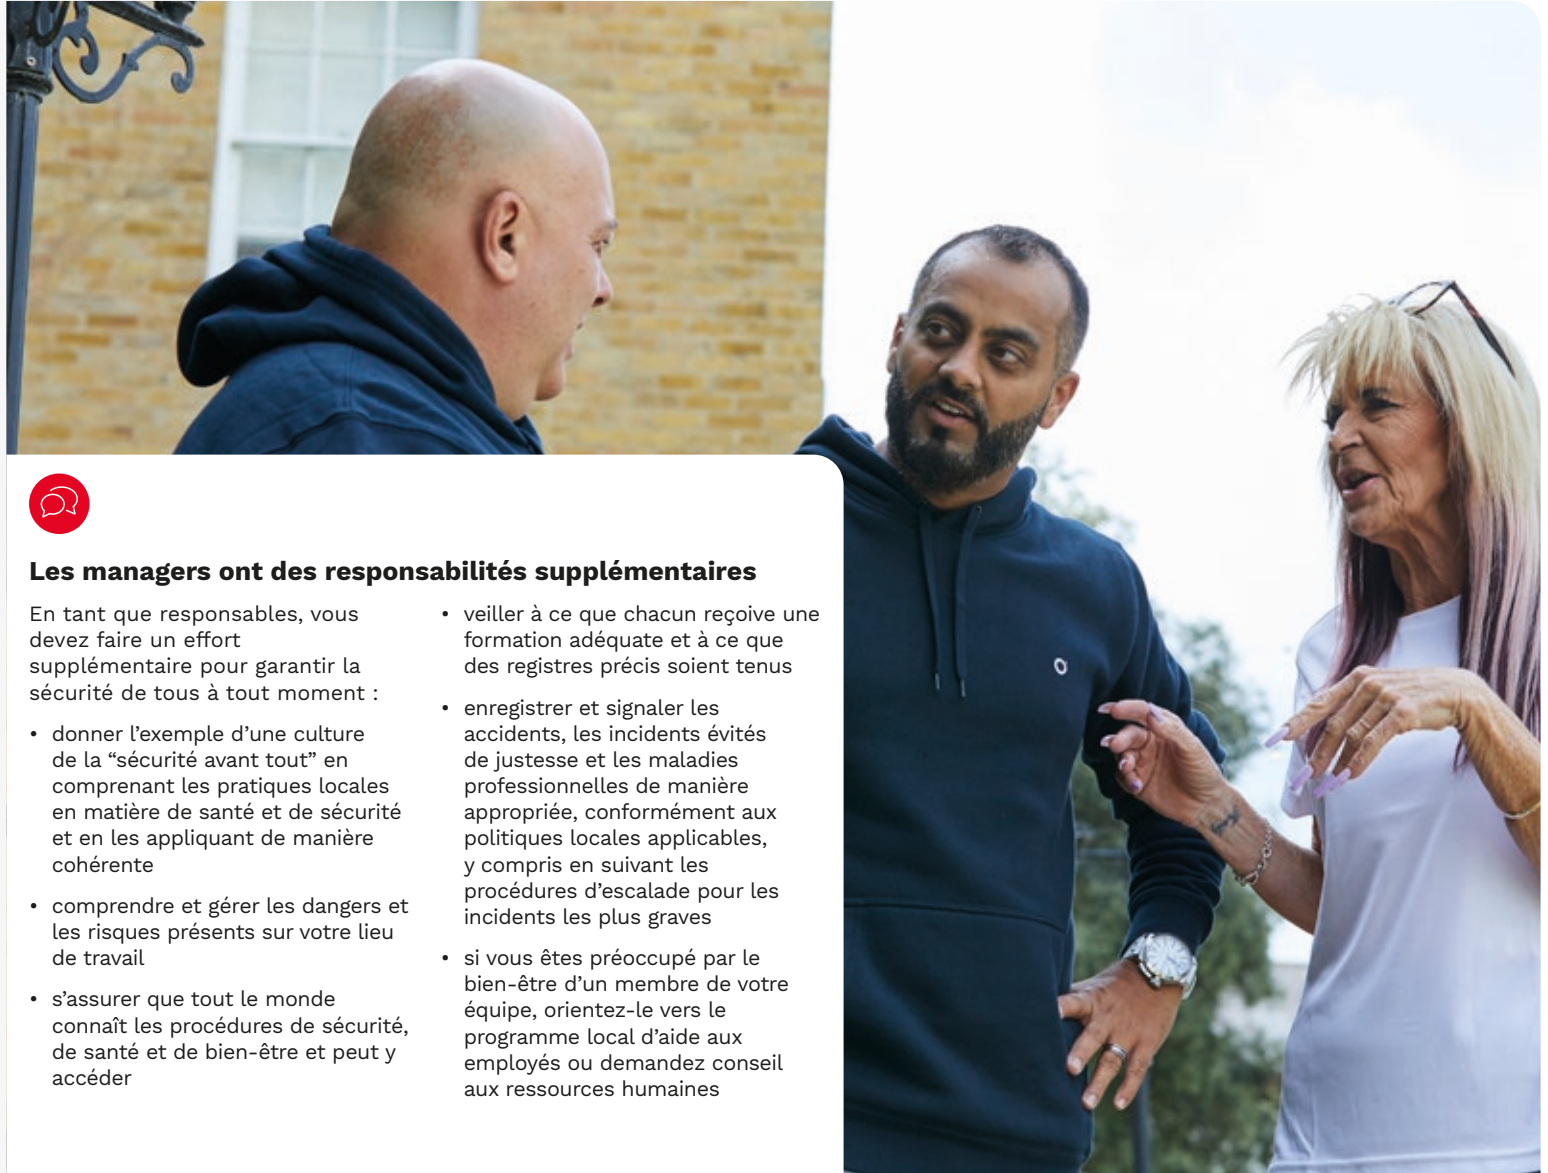 Les managers ont des responsabilités supplémentaires
En tant que responsables, vous
devez faire un effort
supplémentaire pour garantir la
sécurité de tous à tout moment :
• donner l’exemple d’une culture
de la “sécurité avant tout” en
comprenant les pratiques locales
en matière de santé et de sécurité
et en les appliquant de manière
cohérente
• comprendre et gérer les dangers et
les risques présents sur votre lieu
de travail
• s’assurer que tout le monde
connaît les procédures de sécurité,
de santé et de bien-être et peut y
accéder
• veiller à ce que chacun reçoive une
formation adéquate et à ce que
des registres précis soient tenus
• enregistrer et signaler les
accidents, les incidents évités
de justesse et les maladies
professionnelles de manière
appropriée, conformément aux
politiques locales applicables,
y compris en suivant les
procédures d’escalade pour les
incidents les plus graves
• si vous êtes préoccupé par le
bien-être d’un membre de votre
équipe, orientez-le vers le
programme local d’aide aux
employés ou demandez conseil
aux ressources humaines